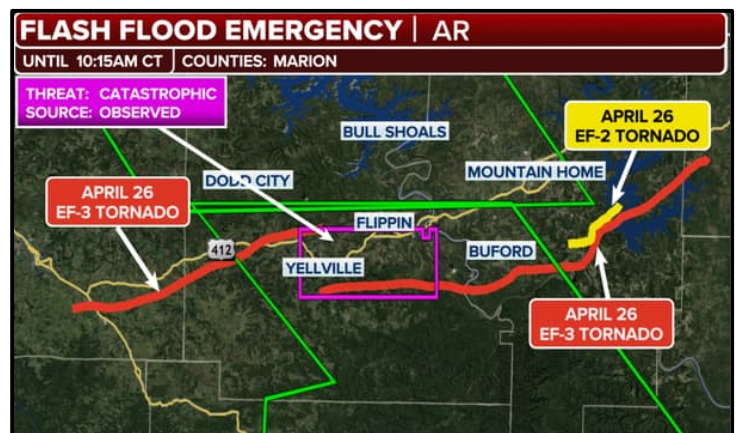 FLASH FLOOD EMERGENCY | AR
UNTIL 10:15AM CT | COUNTIES: MARION
THREAT: CATASTROPHIC
SOURCE: OBSERVED
APRIL 26
EF-2 TORNADO
BULL SHOALS
MOUNTAIN HOME
DODD CITY
APRIL 26
EF-3 TORNADO
FLIPPIN
412
BUFORD
YELLVILLE
APRIL 26
EF-3 TORNADO